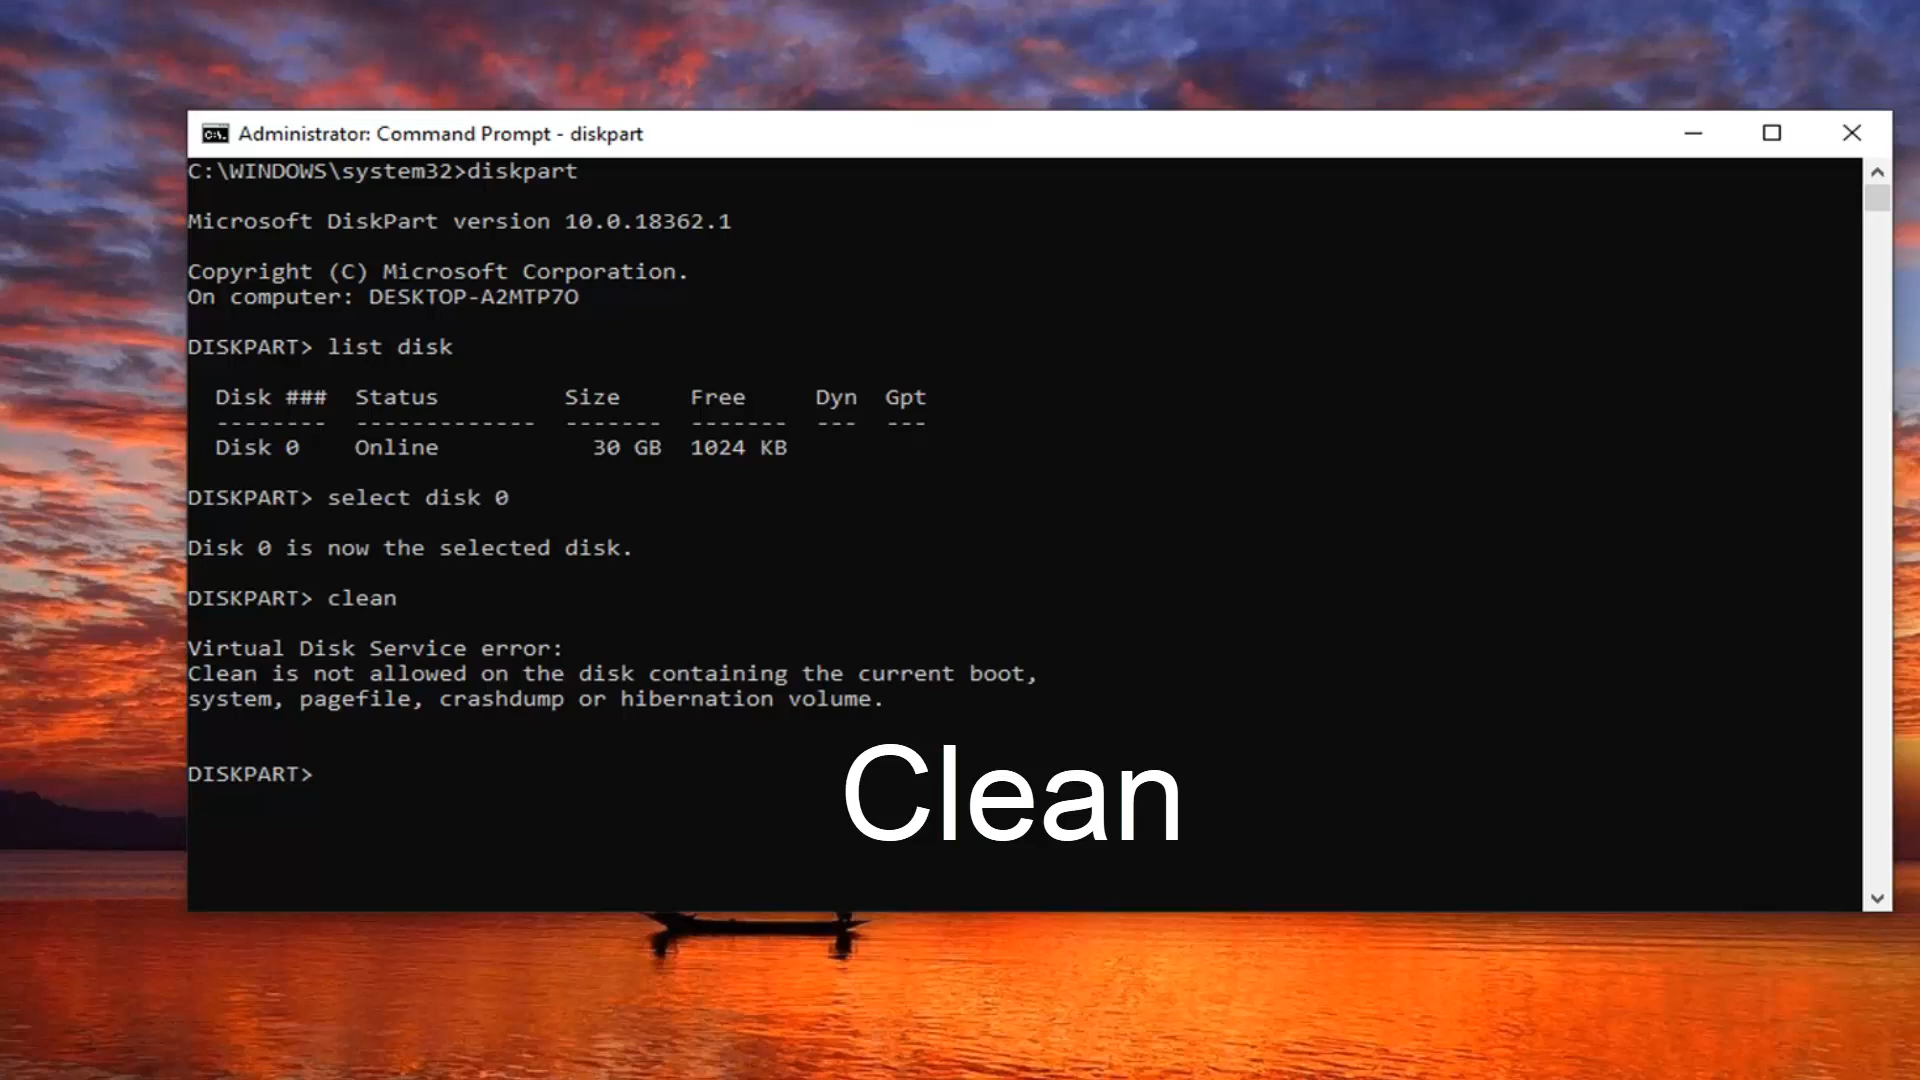 Administrator: Command Prompt - diskpart
C:\WINDOWS\system32>diskpart
Microsoft DiskPart version 10.0.18362.1
Copyright (C) Microsoft Corporation.
On computer: DESKTOP-A2MTP7O
DISKPART> list disk
Disk ### Status Size Free Dyn Gpt
-------- ------------- ------- ------- --- ---
Disk 0 Online 30 GB 1024 KB
DISKPART> select disk 0
Disk 0 is now the selected disk.
DISKPART> clean
Virtual Disk Service error:
Clean is not allowed on the disk containing the current boot,
system, pagefile, crashdump or hibernation volume.
DISKPART>
Clean